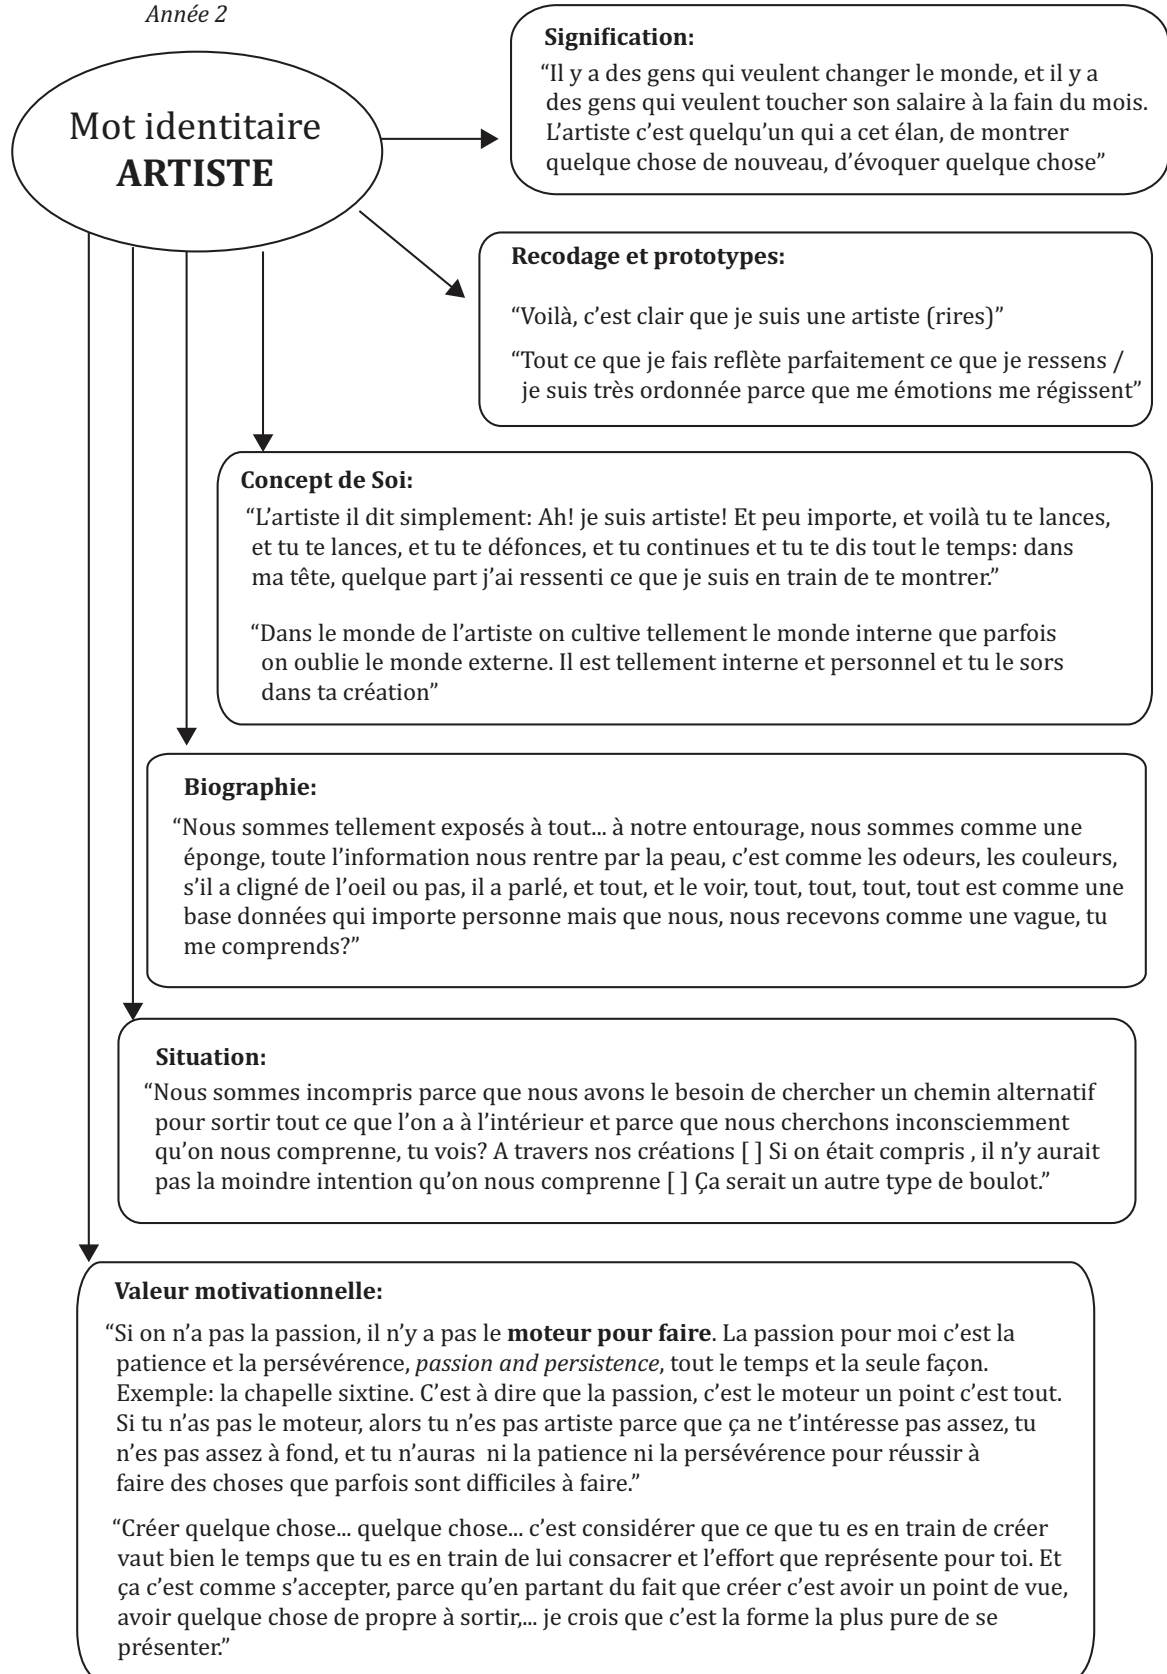 Année 2
Mot identitaire
ARTISTE
Signification:
“Il y a des gens qui veulent changer le monde, et il y a
des gens qui veulent toucher son salaire à la fain du mois.
L’artiste c’est quelqu’un qui a cet élan, de montrer
quelque chose de nouveau, d’évoquer quelque chose”
Recodage et prototypes:
“Voilà, c’est clair que je suis une artiste (rires)”
“Tout ce que je fais reflète parfaitement ce que je ressens /
je suis très ordonnée parce que me émotions me régissent”
Concept de Soi:
“L’artiste il dit simplement: Ah! je suis artiste! Et peu importe, et voilà tu te lances,
et tu te lances, et tu te défonces, et tu continues et tu te dis tout le temps: dans
ma tête, quelque part j’ai ressenti ce que je suis en train de te montrer.”
“Dans le monde de l’artiste on cultive tellement le monde interne que parfois
on oublie le monde externe. Il est tellement interne et personnel et tu le sors
dans ta création”
Biographie:
“Nous sommes tellement exposés à tout... à notre entourage, nous sommes comme une
éponge, toute l’information nous rentre par la peau, c’est comme les odeurs, les couleurs,
s’il a cligné de l’oeil ou pas, il a parlé, et tout, et le voir, tout, tout, tout, tout est comme une
base données qui importe personne mais que nous, nous recevons comme une vague, tu
me comprends?”
Situation:
“Nous sommes incompris parce que nous avons le besoin de chercher un chemin alternatif
pour sortir tout ce que l’on a à l’intérieur et parce que nous cherchons inconsciemment
qu’on nous comprenne, tu vois? A travers nos créations [ ] Si on était compris , il n’y aurait
pas la moindre intention qu’on nous comprenne [ ] Ça serait un autre type de boulot.”
Valeur motivationnelle:
“Si on n’a pas la passion, il n’y a pas le moteur pour faire. La passion pour moi c’est la
patience et la persévérence, passion and persistence, tout le temps et la seule façon.
Exemple: la chapelle sixtine. C’est à dire que la passion, c’est le moteur un point c’est tout.
Si tu n’as pas le moteur, alors tu n’es pas artiste parce que ça ne t’intéresse pas assez, tu
n’es pas assez à fond, et tu n’auras  ni la patience ni la persévérence pour réussir à
faire des choses que parfois sont difficiles à faire.”
“Créer quelque chose... quelque chose... c’est considérer que ce que tu es en train de créer
vaut bien le temps que tu es en train de lui consacrer et l’effort que représente pour toi. Et
ça c’est comme s’accepter, parce qu’en partant du fait que créer c’est avoir un point de vue,
avoir quelque chose de propre à sortir,... je crois que c’est la forme la plus pure de se
présenter.”